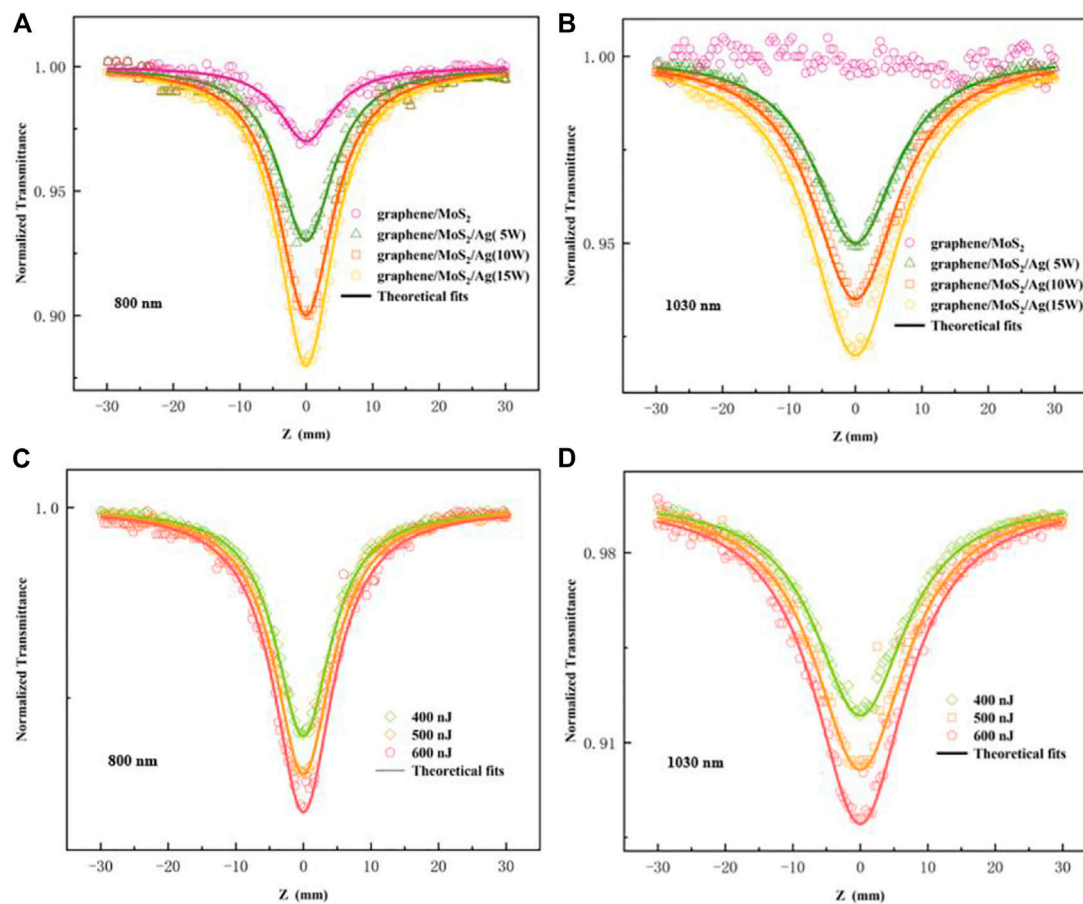 A
Normalized Transmittance
1.00
0.95
0.90
graphene/MoS2
graphene/MoS2/Ag( 5W)
graphene/MoS2/Ag(10W)
graphene/MoS2/Ag(15W)
Theoretical fits
800 nm
-30 -20 -10 0 10 20 30
Z (mm)
B
Normalized Transmittance
1.00
0.95
graphene/MoS2
graphene/MoS2/Ag( 5W)
graphene/MoS2/Ag(10W)
graphene/MoS2/Ag(15W)
Theoretical fits
1030 nm
-30 -20 -10 0 10 20 30
Z (mm)
C
Normalized Transmittance
1.0
400 nJ
500 nJ
600 nJ
Theoretical fits
800 nm
-30 -20 -10 0 10 20 30
Z (mm)
D
Normalized Transmittance
0.98
0.91
400 nJ
500 nJ
600 nJ
Theoretical fits
1030 nm
-30 -20 -10 0 10 20 30
Z (mm)